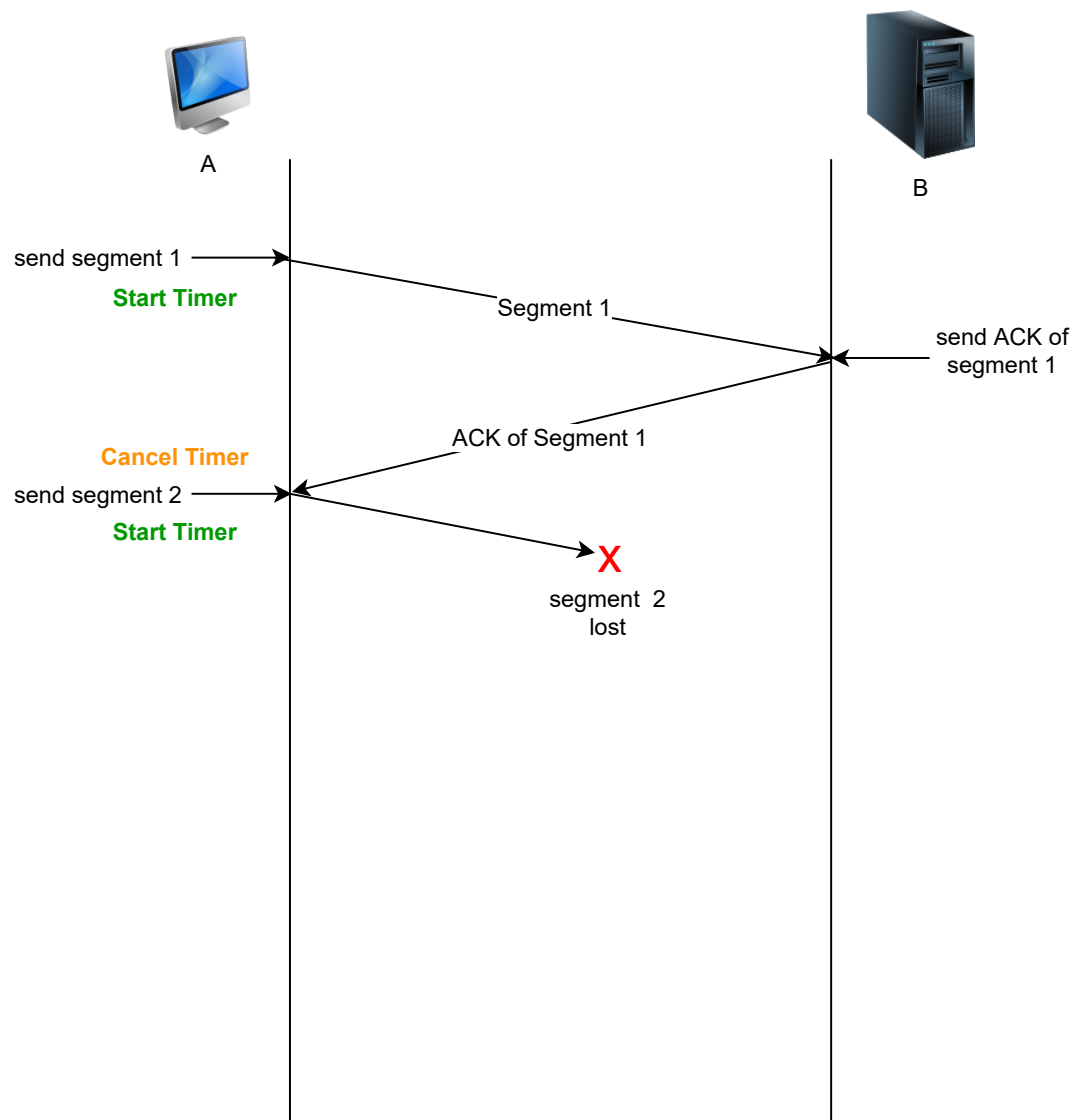 A
B
send segment 1
Start Timer
Segment 1
send ACK of
segment 1
ACK of Segment 1
Cancel Timer
send segment 2
Start Timer
X
segment 2
lost